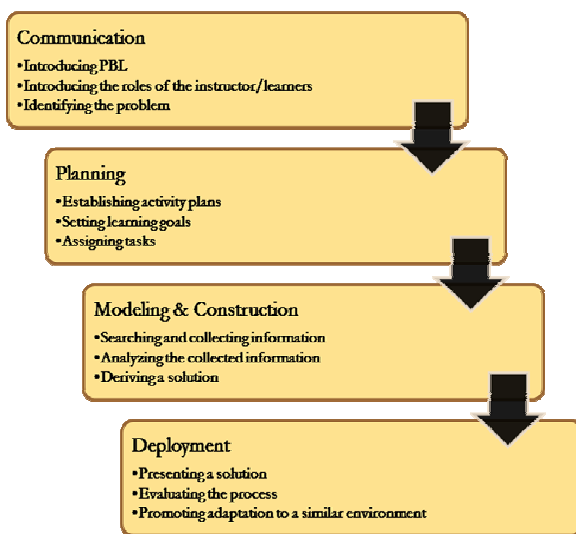 Communication
•Introducing PBL
•Introducing the roles of the instructor/learners
•Identifying the problem
Planning
•Establishing activity plans
•Setting learning goals
•Assigning tasks
Modeling & Construction
•Searching and collecting information
•Analyzing the collected information
•Deriving a solution
Deployment
•Presenting a solution
•Evaluating the process
•Promoting adaptation to a similar environment